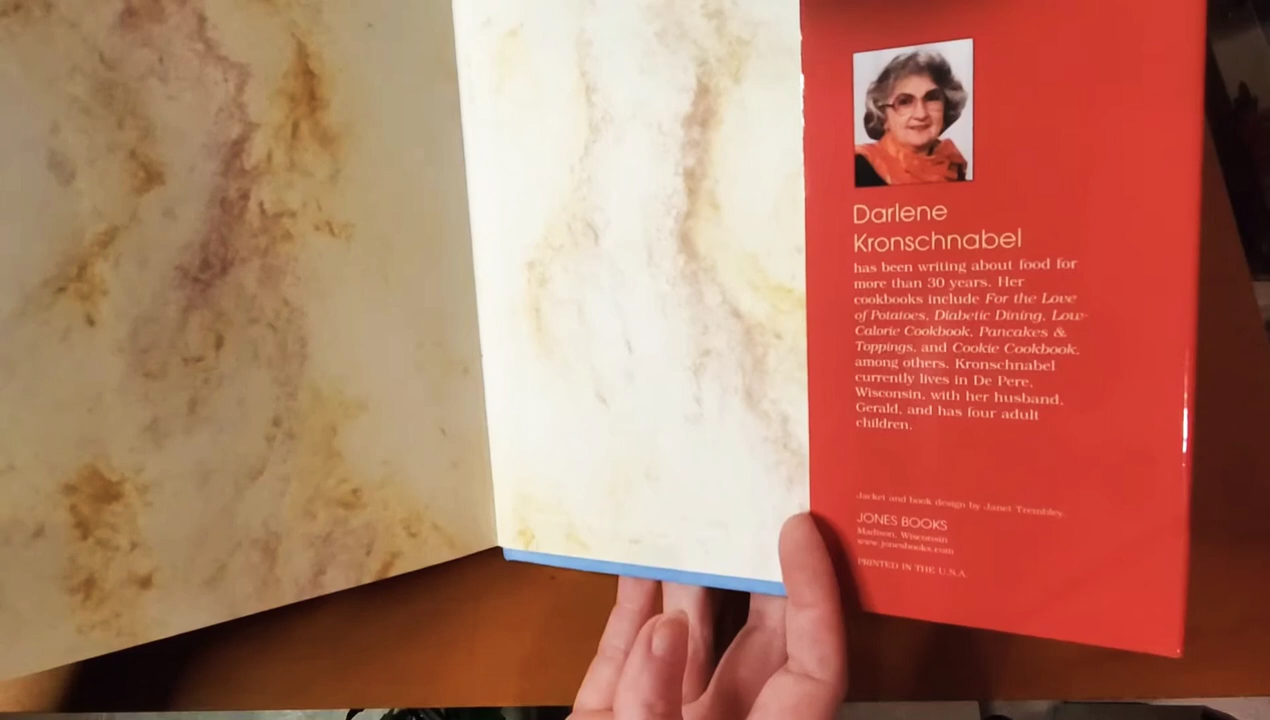 Darlene
Kronschnabel
has been writing about food for
more than 30 years. Her
cookbooks include For the Love
of Potatoes, Diabetic Dining, Low-
Calorie Cookbook, Pancakes &
Toppings, and Cookie Cookbook,
among others. Kronschnabel
currently lives in De Pere,
Wisconsin, with her husband,
Gerald, and has four adult
children.
Jacket and book design by Janet Trembley.
JONES BOOKS
Madison, Wisconsin
www.jonesbooks.com
PRINTED IN THE U.S.A.